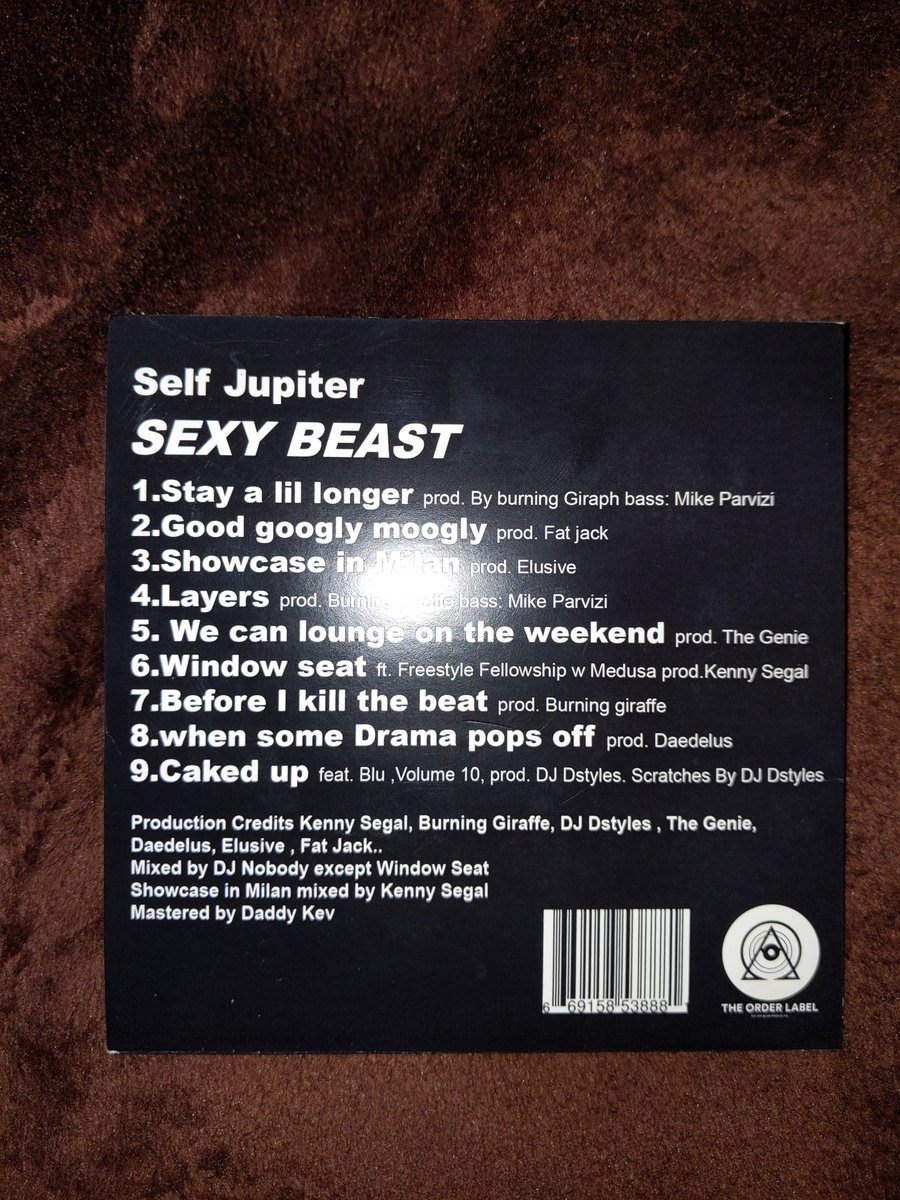 Self Jupiter
SEXY BEAST
1.Stay a lil longer prod. By burning Giraph bass: Mike Parvizi
2.Good googly moogly prod. Fat jack
3.Showcase in Milan prod. Elusive
4.Layers prod. Burning Giraffe bass: Mike Parvizi
5. We can lounge on the weekend prod. The Genie
6.Window seat ft. Freestyle Fellowship w Medusa prod.Kenny Segal
7.Before I kill the beat prod. Burning giraffe
8.when some Drama pops off prod. Daedelus
9.Caked up feat. Blu ,Volume 10, prod. DJ Dstyles. Scratches By DJ Dstyles
Production Credits Kenny Segal, Burning Giraffe, DJ Dstyles , The Genie,
Daedelus, Elusive , Fat Jack..
Mixed by DJ Nobody except Window Seat
Showcase in Milan mixed by Kenny Segal
Mastered by Daddy Kev
6 69158 53888 1
THE ORDER LABEL